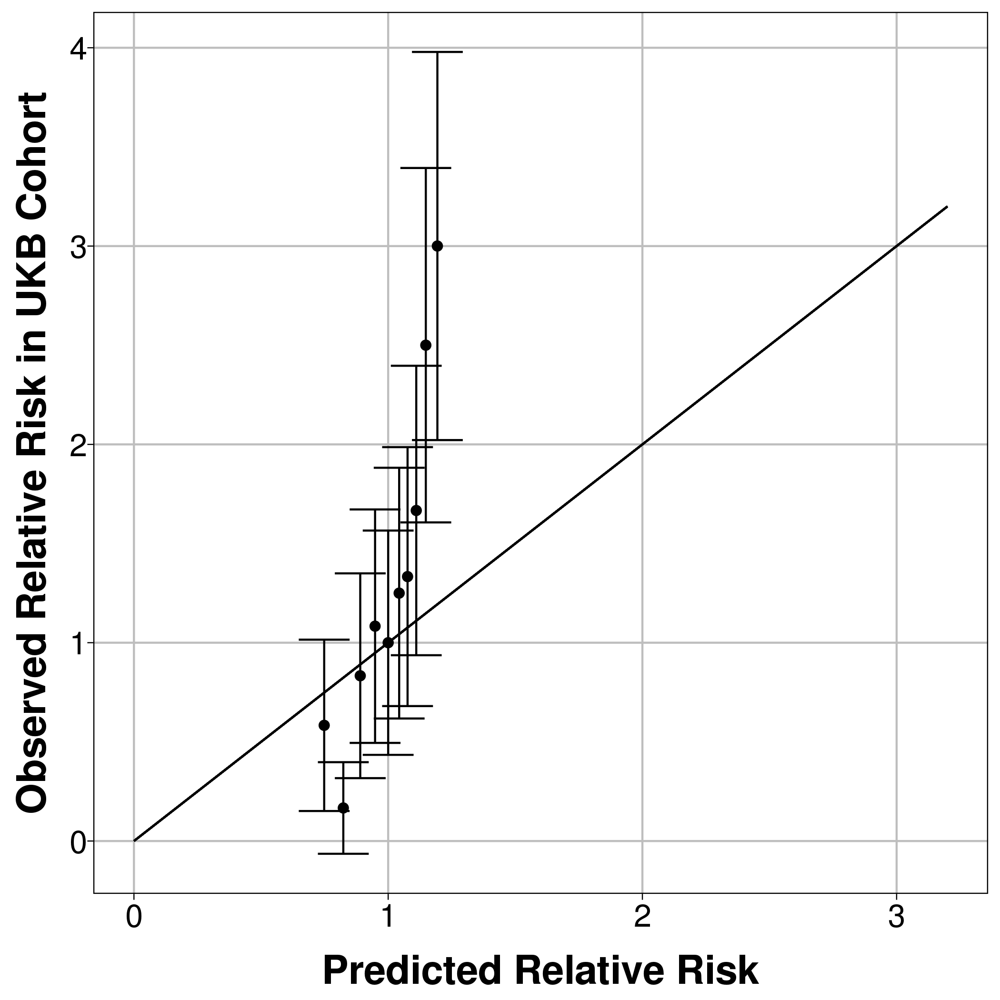 Observed Relative Risk in UKB Cohort
4
3
2
1
0
0 1 2 3
Predicted Relative Risk